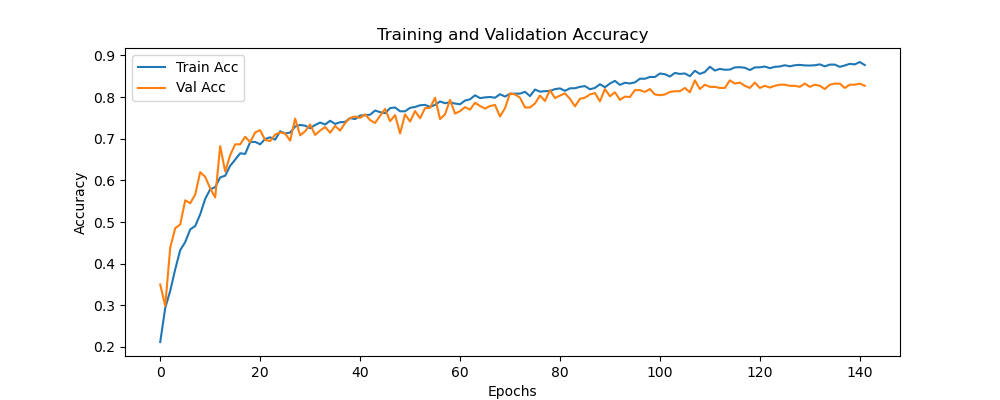 Training and Validation Accuracy
Train Acc
Val Acc
0.9
0.8
0.7
0.6
0.5
0.4
0.3
0.2
Accuracy
0 20 40 60 80 100 120 140
Epochs